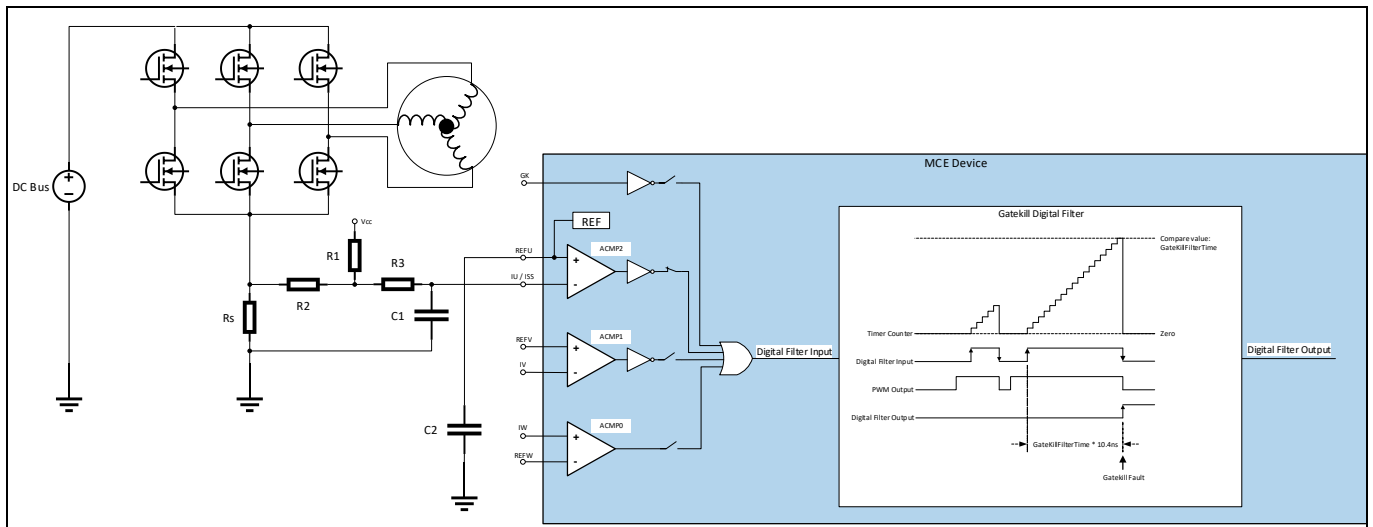 MCE Device
DC Bus
GK
REF
Vcc
REFU
ACMP2
Gatekill Digital Filter
Compare value:
GateKillFilterTime
R1
R3
IU / ISS
R2
Rs
C1
Timer Counter
Zero
REFV
ACMP1
IV
Digital Filter Input
Digital Filter Input
Digital Filter Output
PWM Output
Digital Filter Output
C2
IW
ACMP0
REFW
GateKillFilterTime * 10.4ns
Gatekill Fault